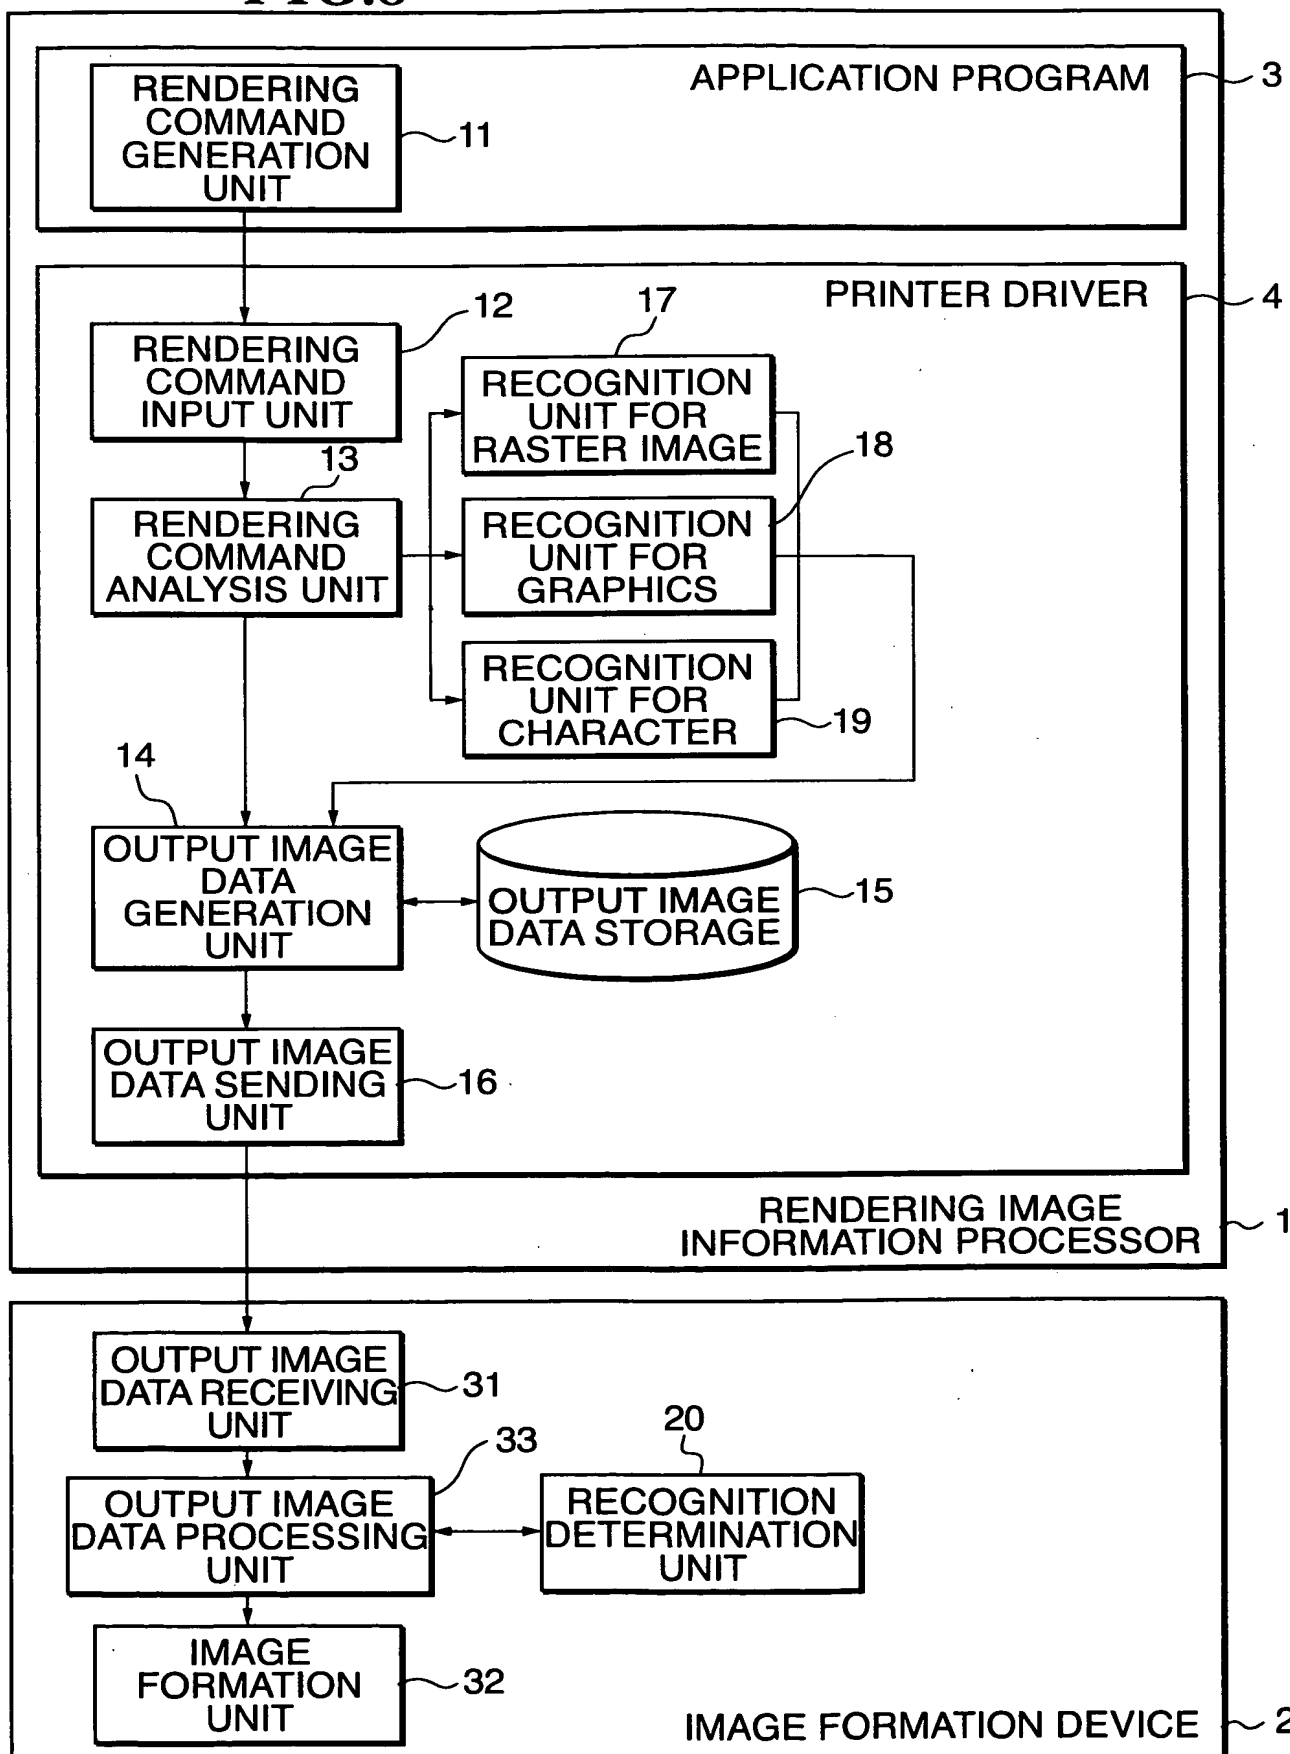 APPLICATION PROGRAM
3
RENDERING
COMMAND
GENERATION
UNIT
11
PRINTER DRIVER
4
RENDERING
COMMAND
INPUT UNIT
12
17
RECOGNITION
UNIT FOR
RASTER IMAGE
13
RENDERING
COMMAND
ANALYSIS UNIT
18
RECOGNITION
UNIT FOR
GRAPHICS
RECOGNITION
UNIT FOR
CHARACTER
19
14
OUTPUT IMAGE
DATA
GENERATION
UNIT
OUTPUT IMAGE
DATA STORAGE
15
OUTPUT IMAGE
DATA SENDING
UNIT
16
RENDERING IMAGE
INFORMATION PROCESSOR
1
OUTPUT IMAGE
DATA RECEIVING
UNIT
31
33
OUTPUT IMAGE
DATA PROCESSING
UNIT
20
RECOGNITION
DETERMINATION
UNIT
IMAGE
FORMATION
UNIT
32
IMAGE FORMATION DEVICE
2